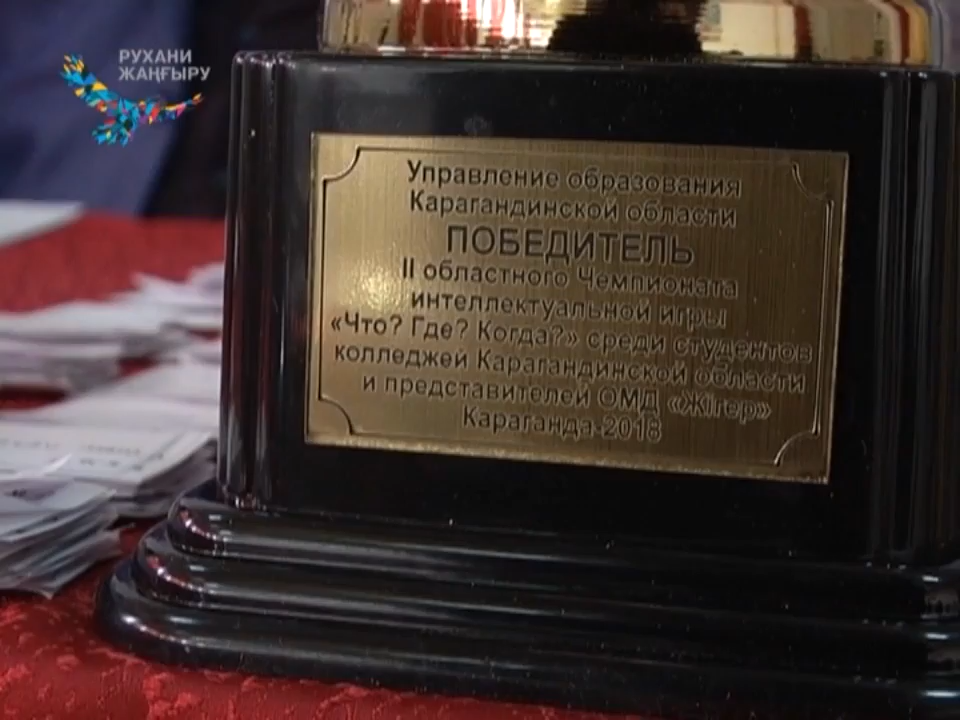 РУХАНИ
ЖАҢҒЫРУ
Управление образования
Карагандинской области
ПОБЕДИТЕЛЬ
II областного Чемпионата
интеллектуальной игры
«Что? Где? Когда?» среди студентов
колледжей Карагандинской области
и представителей ОМД «Жігер»
Караганда-2018